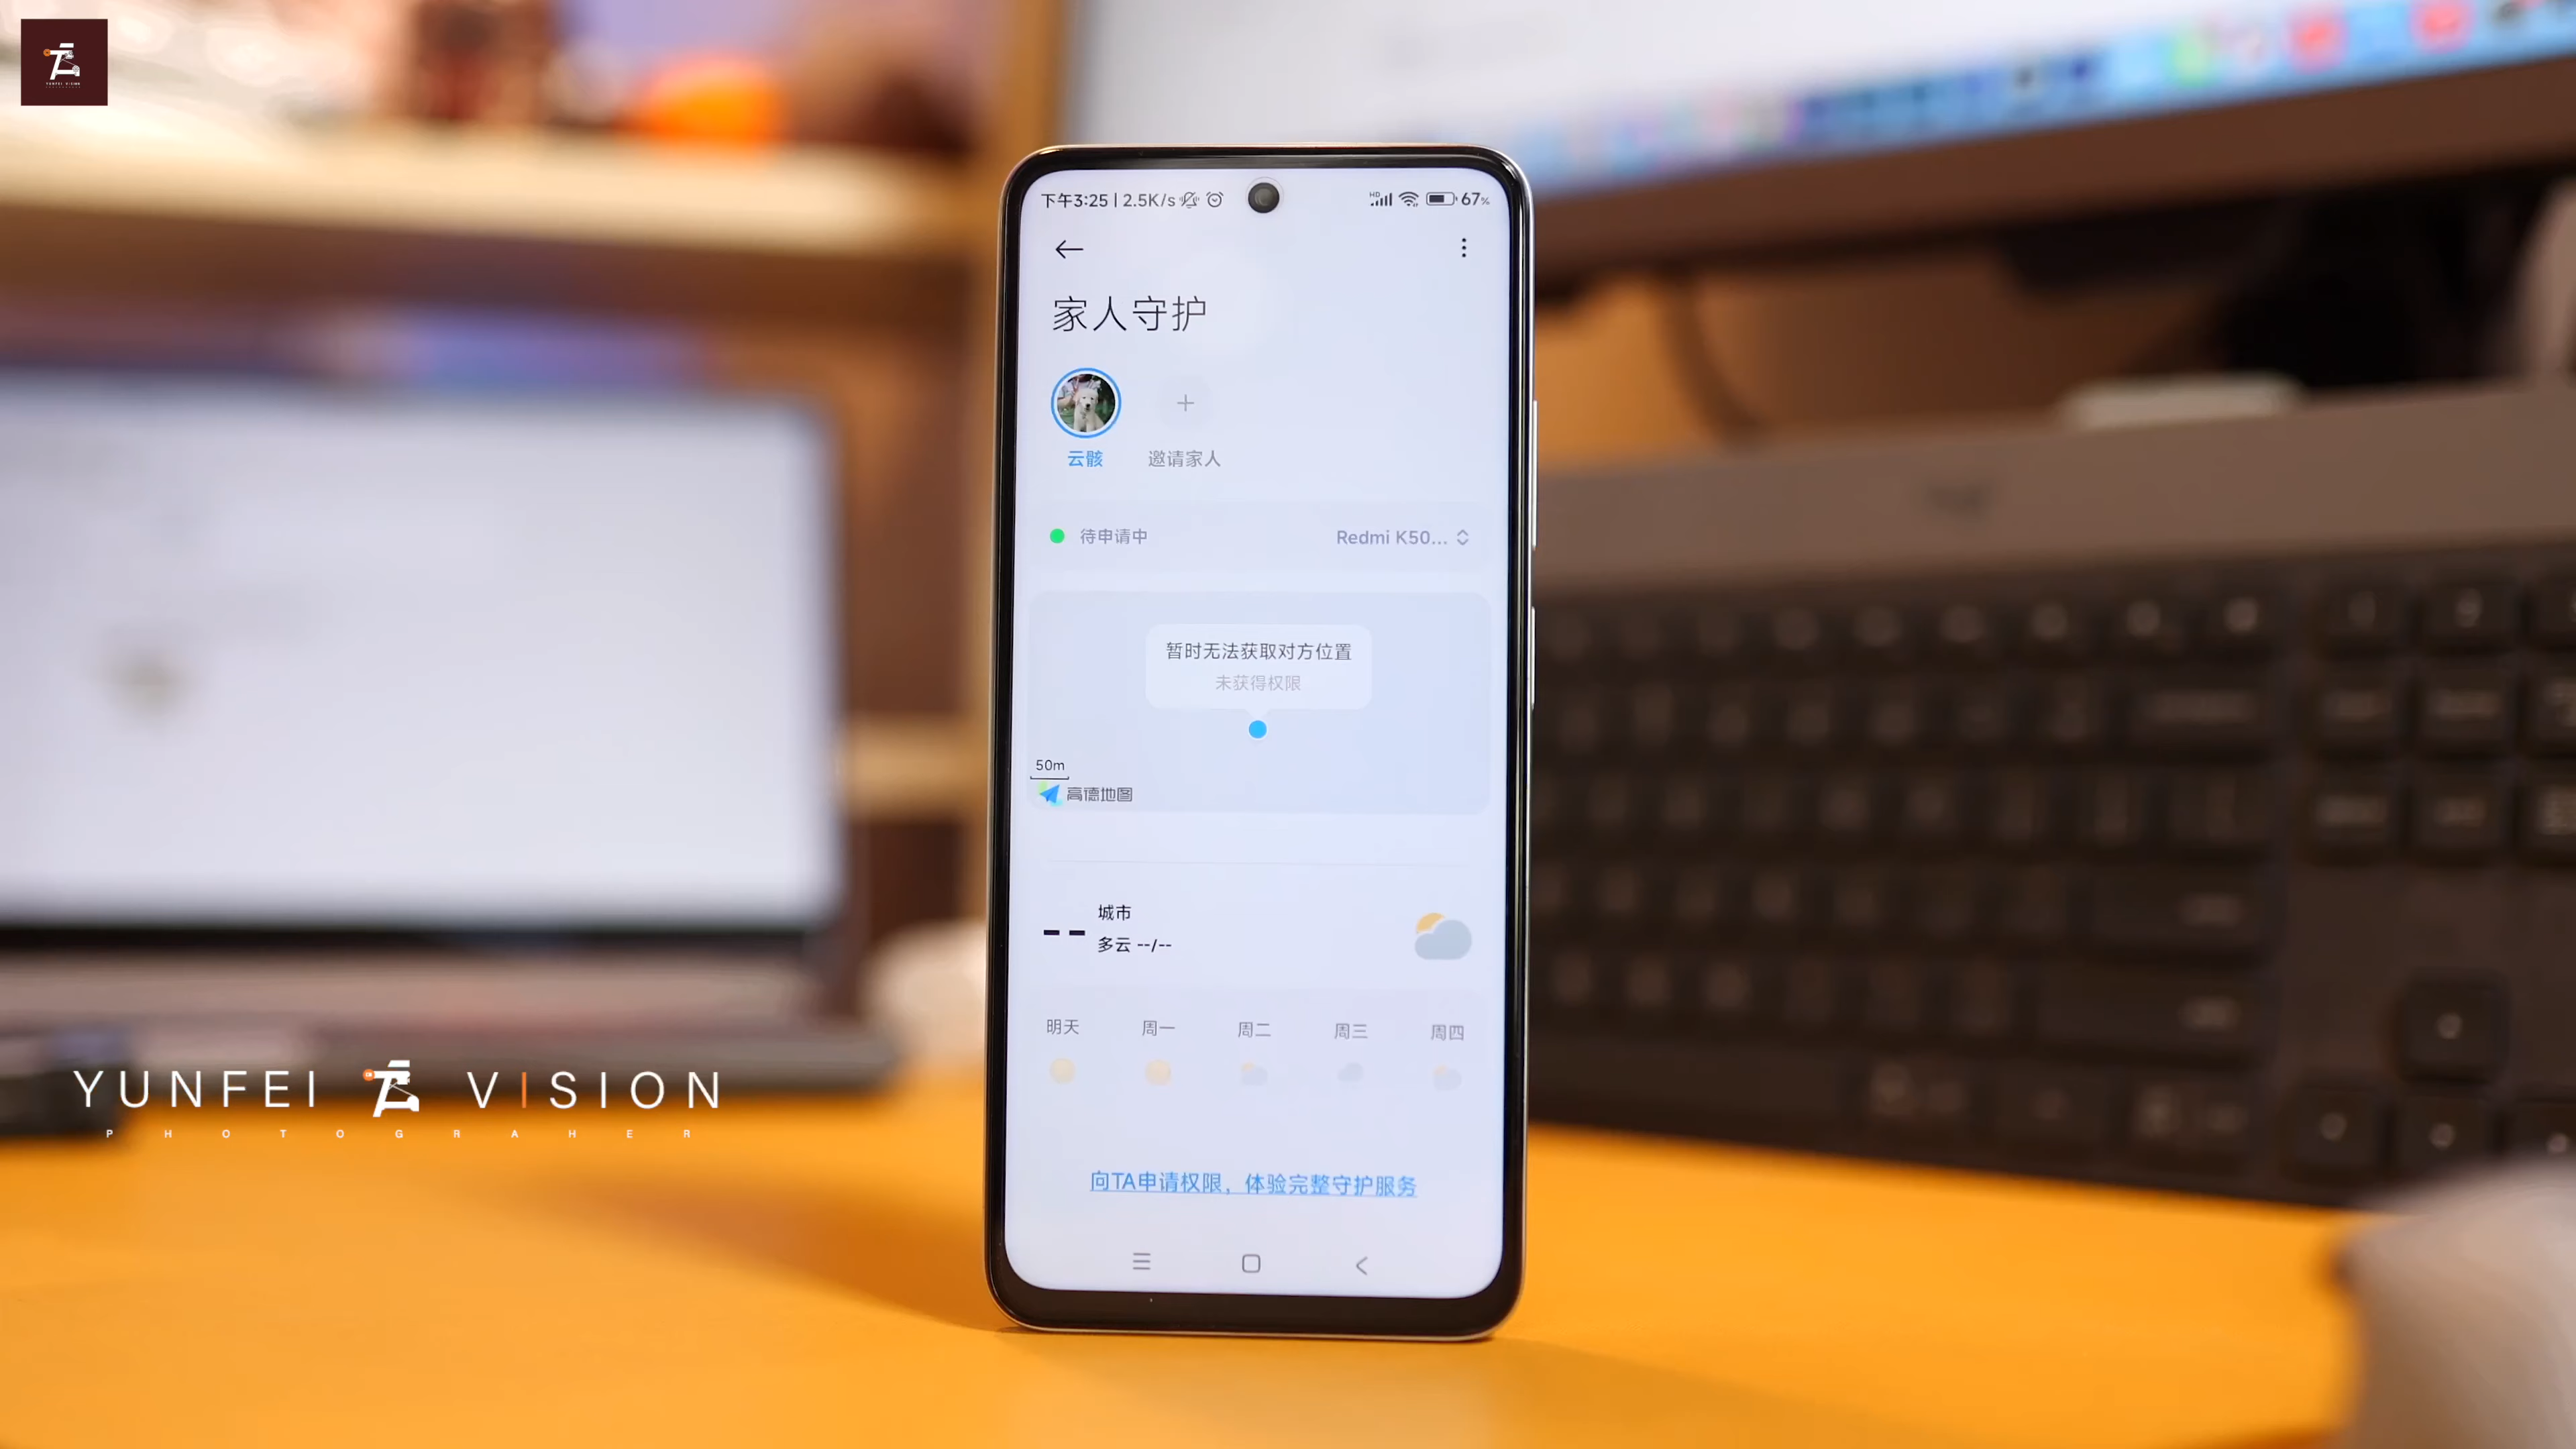 下午3:25 | 2.5K/s
67%
家人守护
云骸
邀请家人
待申请中
Redmi K50...
暂时无法获取对方位置
未获得权限
50m
高德地图
-- 城市
多云 --/--
明天 周一 周二 周三 周四
向TA申请权限，体验完整守护服务
YUNFEI VISION
PHOTOGRAHER